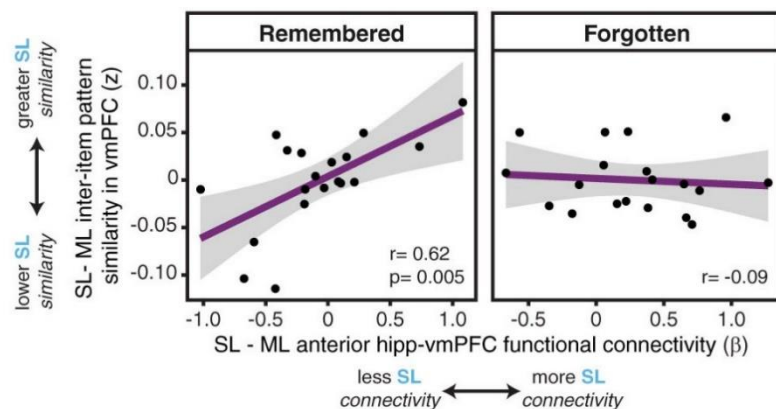 Remembered
Forgotten
greater SL
similarity
lower SL
similarity
SL- ML inter-item pattern
similarity in vmPFC (z)
0.10
0.05
0
-0.05
-0.10
r= 0.62
p= 0.005
r= -0.09
-1.0 -0.5 0 0.5 1.0
-0.5 0 0.5 1.0
SL - ML anterior hipp-vmPFC functional connectivity (β)
less SL
connectivity
more SL
connectivity